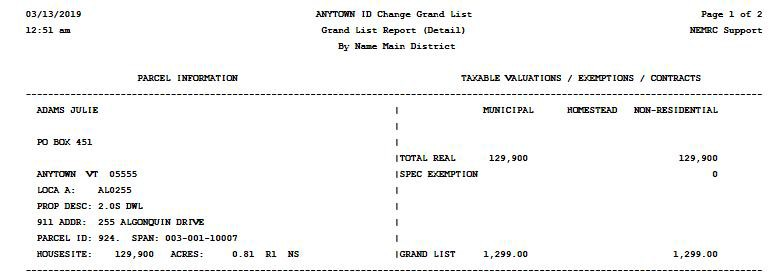 03/13/2019 ANYTOWN ID Change Grand List Page 1 of 2
12:51 am Grand List Report (Detail) NEMRC Support
By Name Main District
PARCEL INFORMATION TAXABLE VALUATIONS / EXEMPTIONS / CONTRACTS
ADAMS JULIE | MUNICIPAL HOMESTEAD NON-RESIDENTIAL
PO BOX 451 |
|TOTAL REAL 129,900 129,900
ANYTOWN VT 05555 |SPEC EXEMPTION 0
LOCA A: AL0255 |
PROP DESC: 2.0S DWL |
911 ADDR: 255 ALGONQUIN DRIVE |
PARCEL ID: 924. SPAN: 003-001-10007 |
HOUSESITE: 129,900 ACRES: 0.81 R1 NS |GRAND LIST 1,299.00 1,299.00